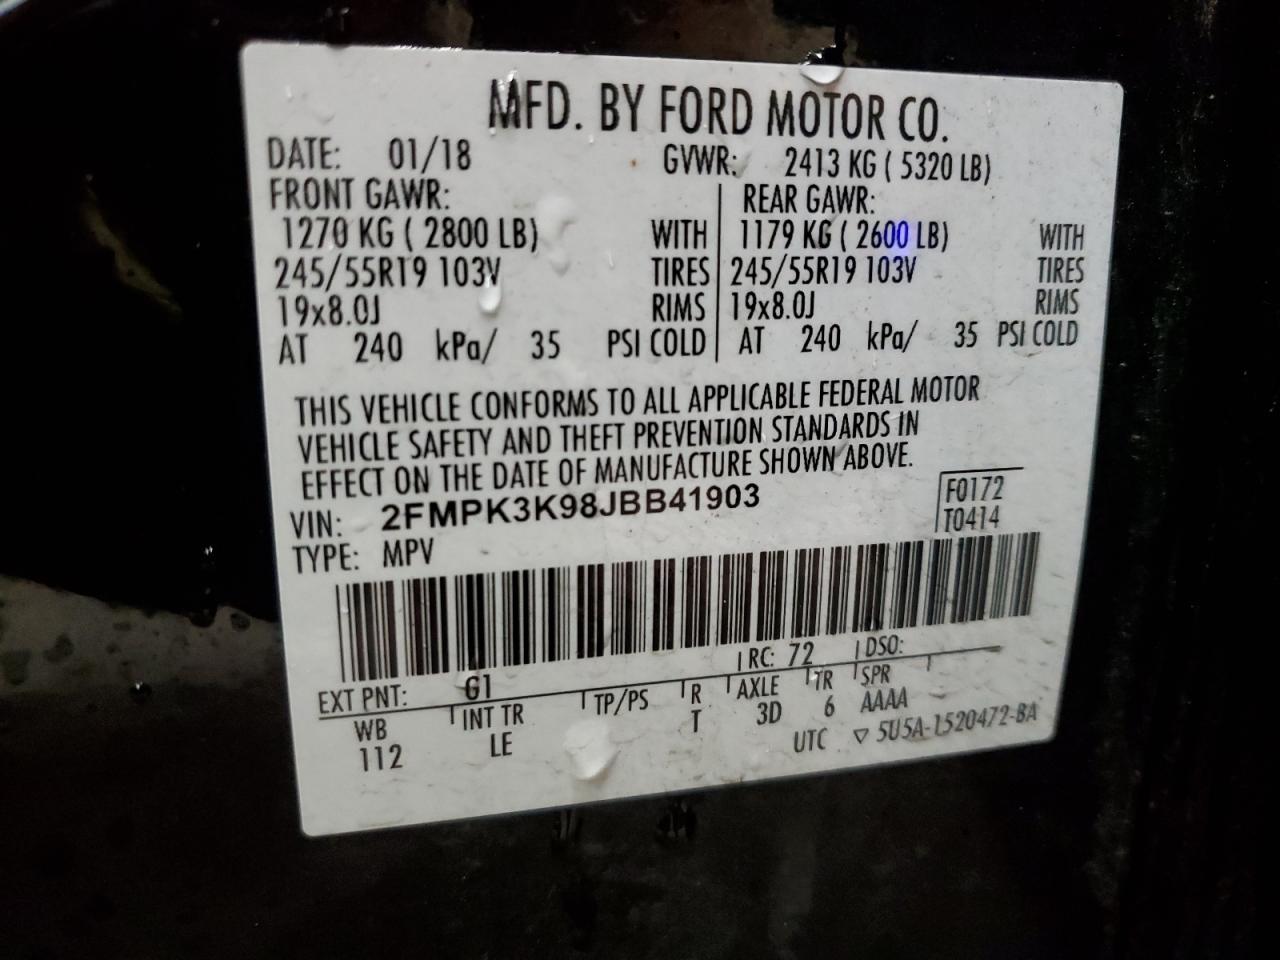 MFD. BY FORD MOTOR CO.
DATE: 01/18 GVWR: 2413 KG ( 5320 LB)
FRONT GAWR: REAR GAWR:
1270 KG ( 2800 LB) WITH 1179 KG ( 2600 LB) WITH
245/55R19 103V TIRES 245/55R19 103V TIRES
19x8.0J RIMS 19x8.0J RIMS
AT 240 kPa/ 35 PSI COLD AT 240 kPa/ 35 PSI COLD
THIS VEHICLE CONFORMS TO ALL APPLICABLE FEDERAL MOTOR
VEHICLE SAFETY AND THEFT PREVENTION STANDARDS IN
EFFECT ON THE DATE OF MANUFACTURE SHOWN ABOVE.
VIN: 2FMPK3K98JBB41903 F0172
TYPE: MPV T0414
EXT PNT: G1 RC: 72 DSO:
WB INT TR TP/PS R AXLE TR SPR
112 LE T 3D 6 AAAA
UTC ▽ 5U5A-1520472-BA